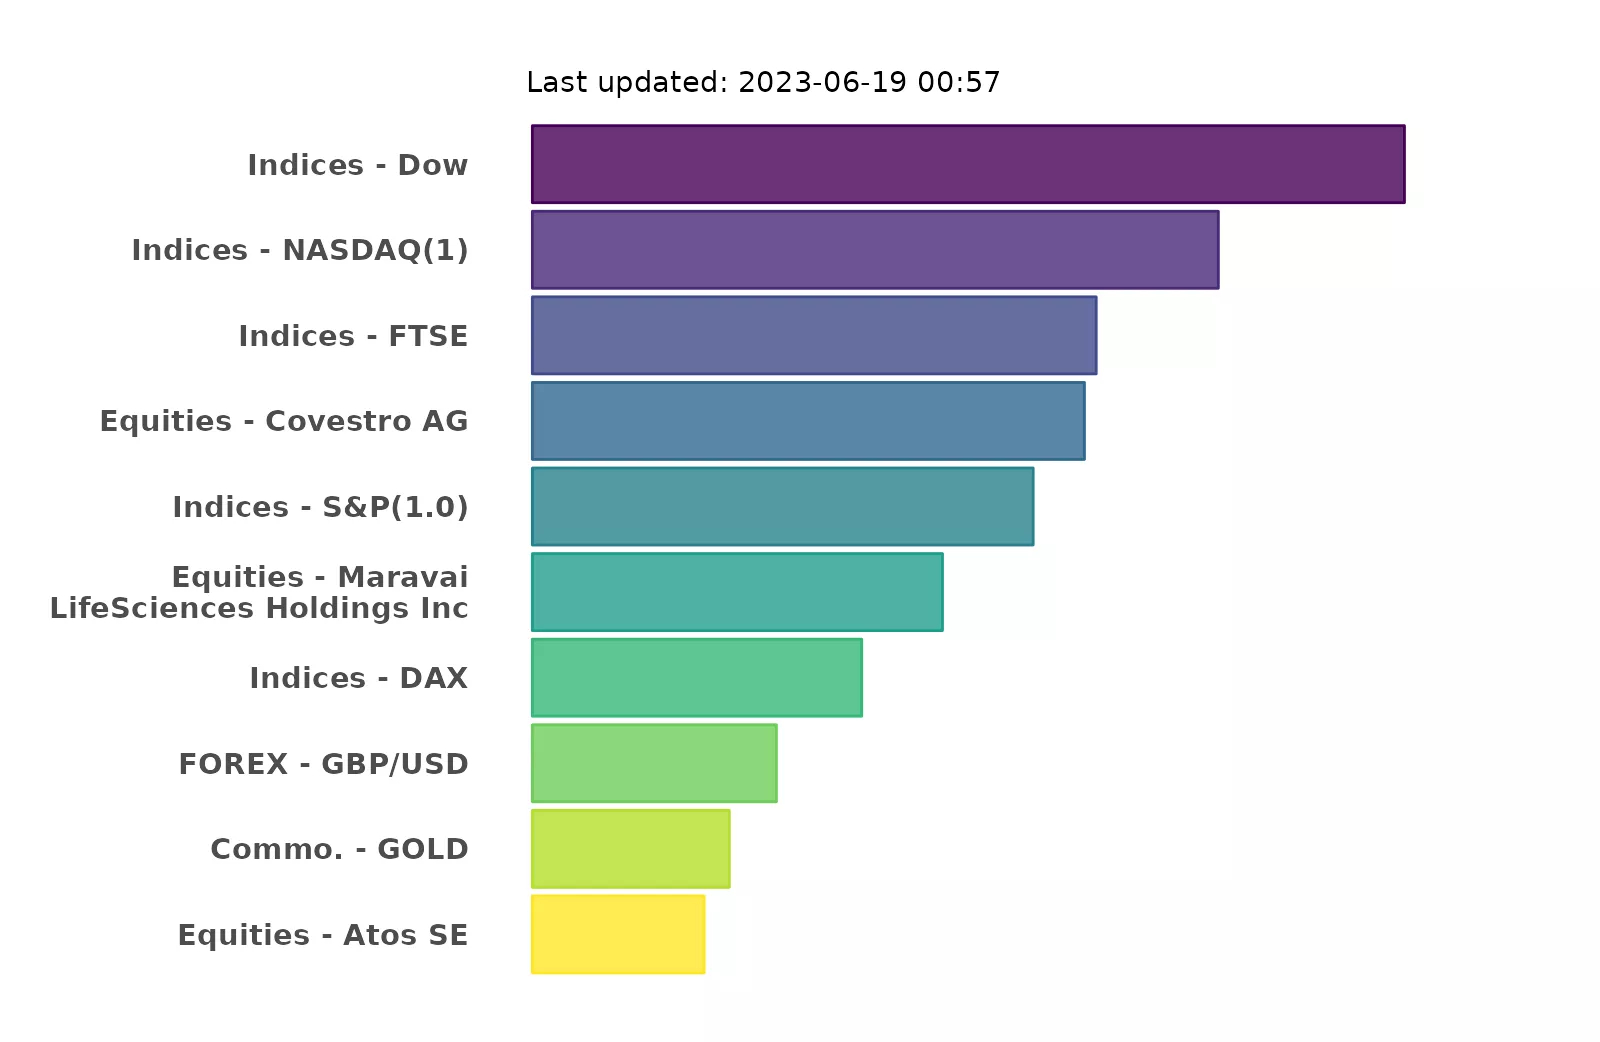 Last updated: 2023-06-19 00:57
Indices - Dow
Indices - NASDAQ(1)
Indices - FTSE
Equities - Covestro AG
Indices - S&P(1.0)
Equities - Maravai
LifeSciences Holdings Inc
Indices - DAX
FOREX - GBP/USD
Commo. - GOLD
Equities - Atos SE